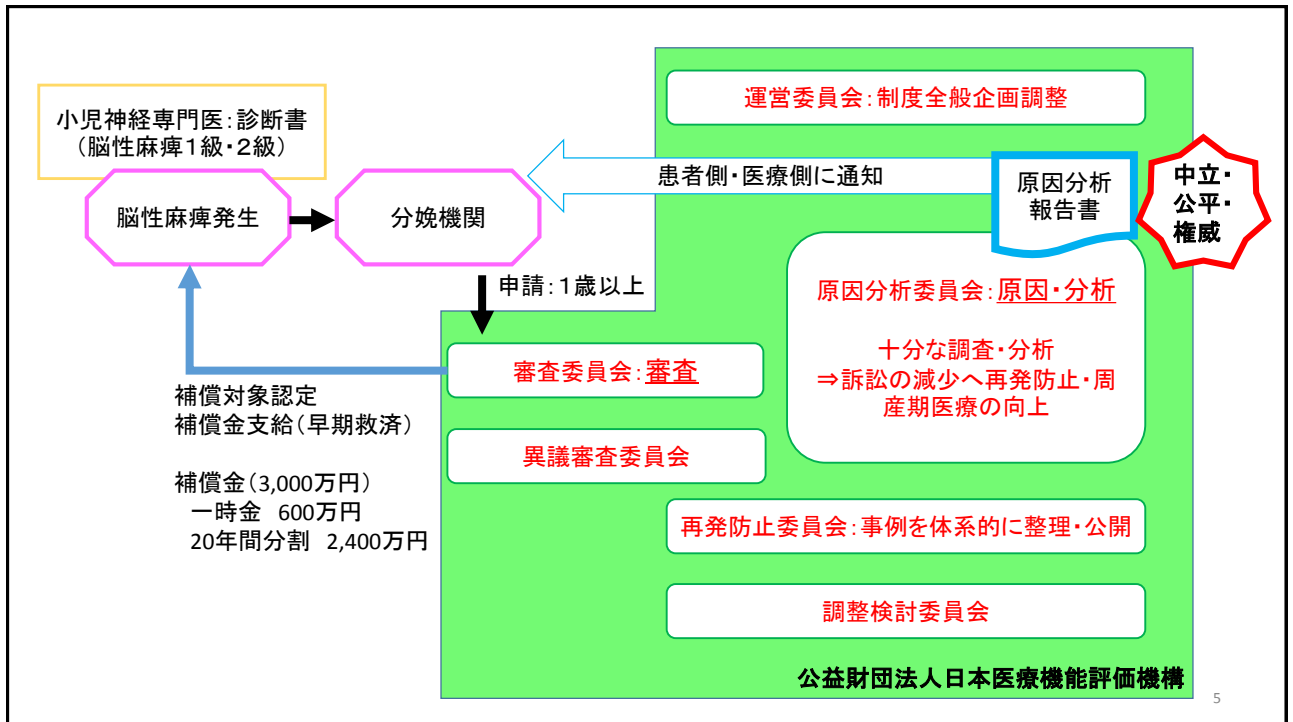 運営委員会：制度全般企画調整
小児神経専門医：診断書
（脳性麻痺１級・２級）
患者側・医療側に通知
原因分析
報告書
中立・
公平・
権威
脳性麻痺発生
分娩機関
申請：１歳以上
原因分析委員会：原因・分析
十分な調査・分析
⇒訴訟の減少へ再発防止・周
産期医療の向上
審査委員会：審査
補償対象認定
補償金支給（早期救済）
異議審査委員会
補償金（3,000万円）
一時金　600万円
20年間分割　2,400万円
再発防止委員会：事例を体系的に整理・公開
調整検討委員会
公益財団法人日本医療機能評価機構
5